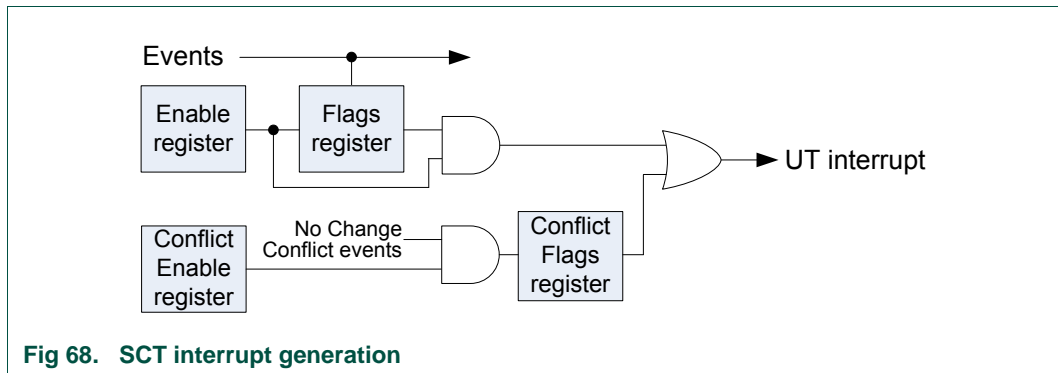 Events
Enable
register
Flags
register
UT interrupt
No Change
Conflict events
Conflict
Enable
register
Conflict
Flags
register
Fig 68. SCT interrupt generation